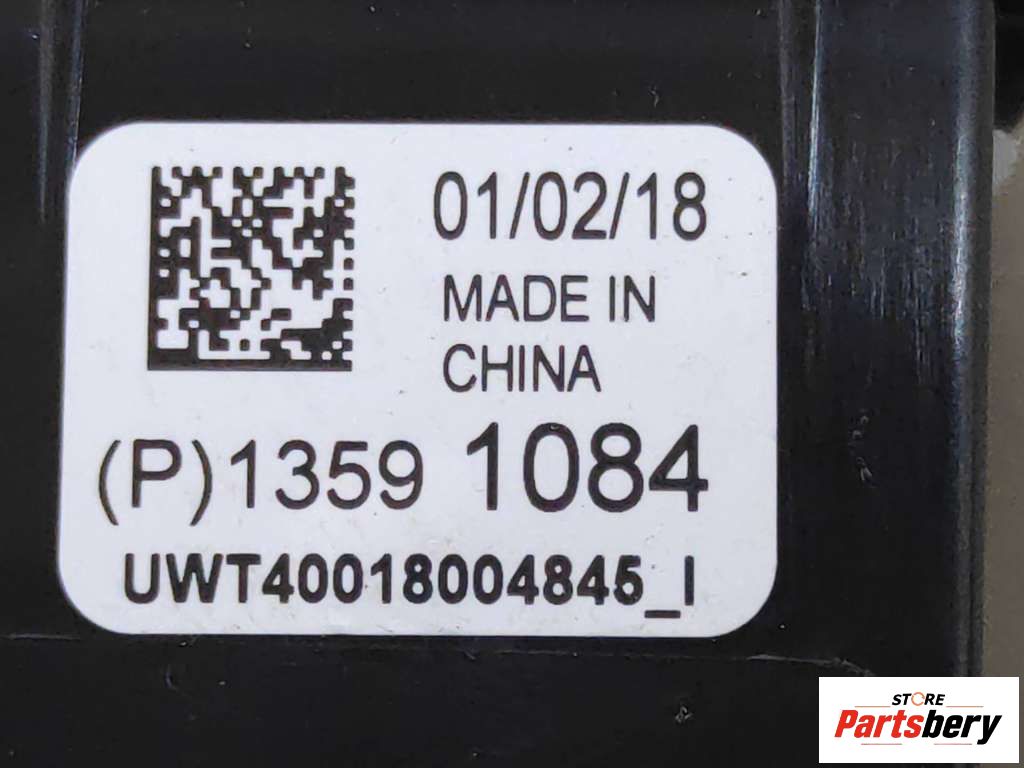 01/02/18
MADE IN
CHINA
(P)1359 1084
UWT40018004845_I
STORE
Partsbery